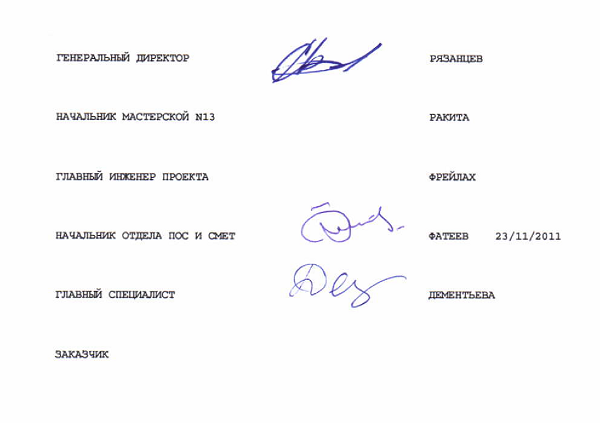 ГЕНЕРАЛЬНЫЙ ДИРЕКТОР РЯЗАНЦЕВ
НАЧАЛЬНИК МАСТЕРСКОЙ N13 РАКИТА
ГЛАВНЫЙ ИНЖЕНЕР ПРОЕКТА ФРЕЙЛАХ
НАЧАЛЬНИК ОТДЕЛА ПОС И СМЕТ ФАТЕЕВ 23/11/2011
ГЛАВНЫЙ СПЕЦИАЛИСТ ДЕМЕНТЬЕВА
ЗАКАЗЧИК